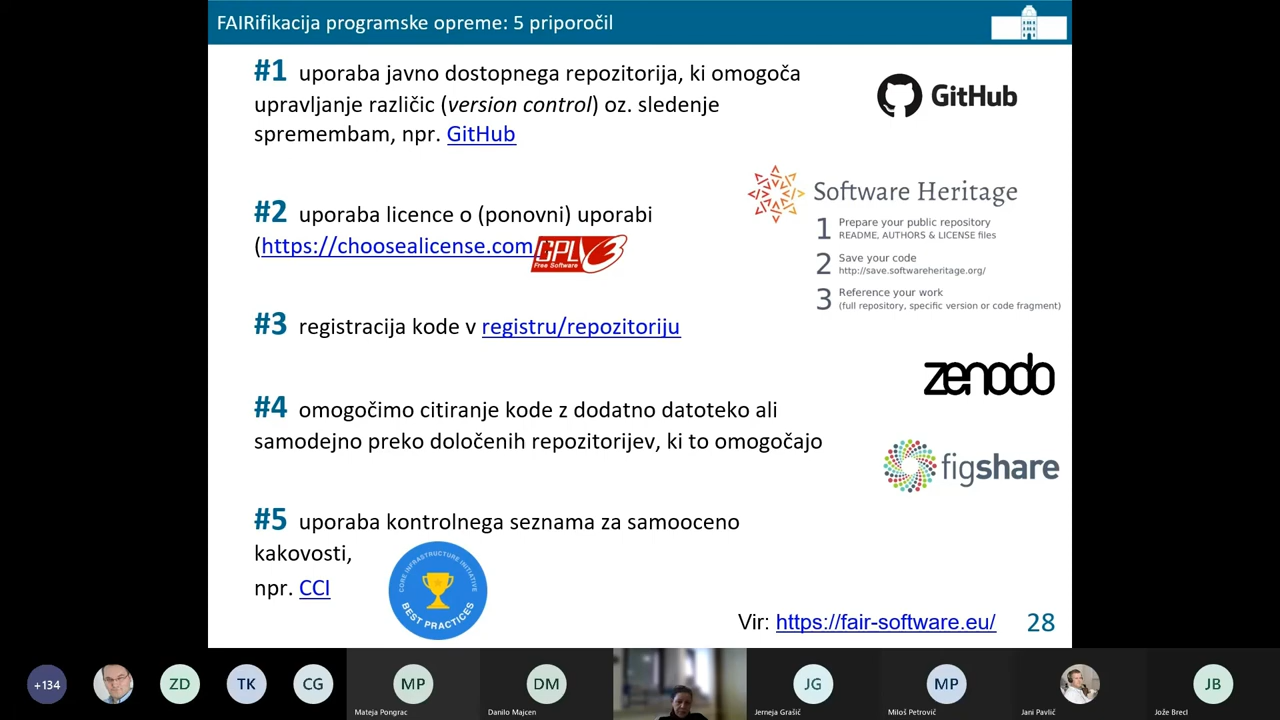 FAIRifikacija programske opreme: 5 priporočil
#1 uporaba javno dostopnega repozitorija, ki omogoča
upravljanje različic (version control) oz. sledenje
spremembam, npr. GitHub
GitHub
Software Heritage
1 Prepare your public repository
README, AUTHORS & LICENSE files
2 Save your code
http://save.softwareheritage.org/
3 Reference your work
(full repository, specific version or code fragment)
#2 uporaba licence o (ponovni) uporabi
(https://choosealicense.com
GPL v3
Free Software
#3 registracija kode v registru/repozitoriju
zenodo
#4 omogočimo citiranje kode z dodatno datoteko ali
samodejno preko določenih repozitorijev, ki to omogočajo
figshare
#5 uporaba kontrolnega seznama za samooceno
kakovosti,
npr. CCI
CORE INFRASTRUCTURE INITIATIVE
BEST PRACTICES
Vir: https://fair-software.eu/
28
+134
ZD
TK
CG
MP
Mateja Pongrac
DM
Danilo Majcen
JG
Jerneja Grašič
MP
Miloš Petrovič
Jani Pavlič
JB
Jože Brecl